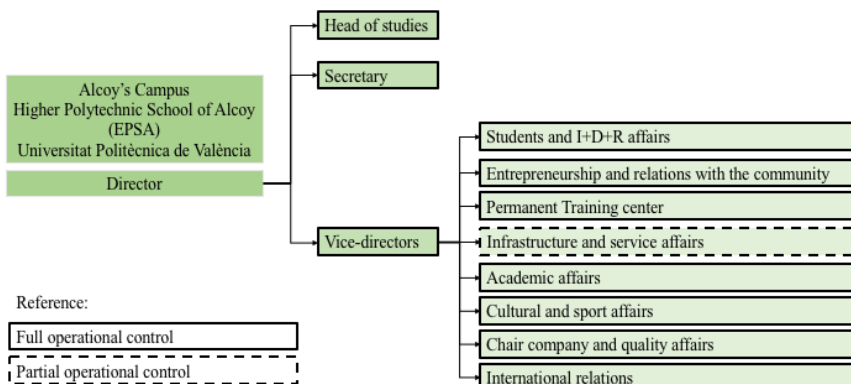 Head of studies
Alcoy's Campus
Higher Polytechnic School of Alcoy
(EPSA)
Universitat Politècnica de València
Secretary
Director
Vice-directors
Students and I+D+R affairs
Entrepreneurship and relations with the community
Permanent Training center
Infrastructure and service affairs
Academic affairs
Cultural and sport affairs
Chair company and quality affairs
International relations
Reference:
Full operational control
Partial operational control